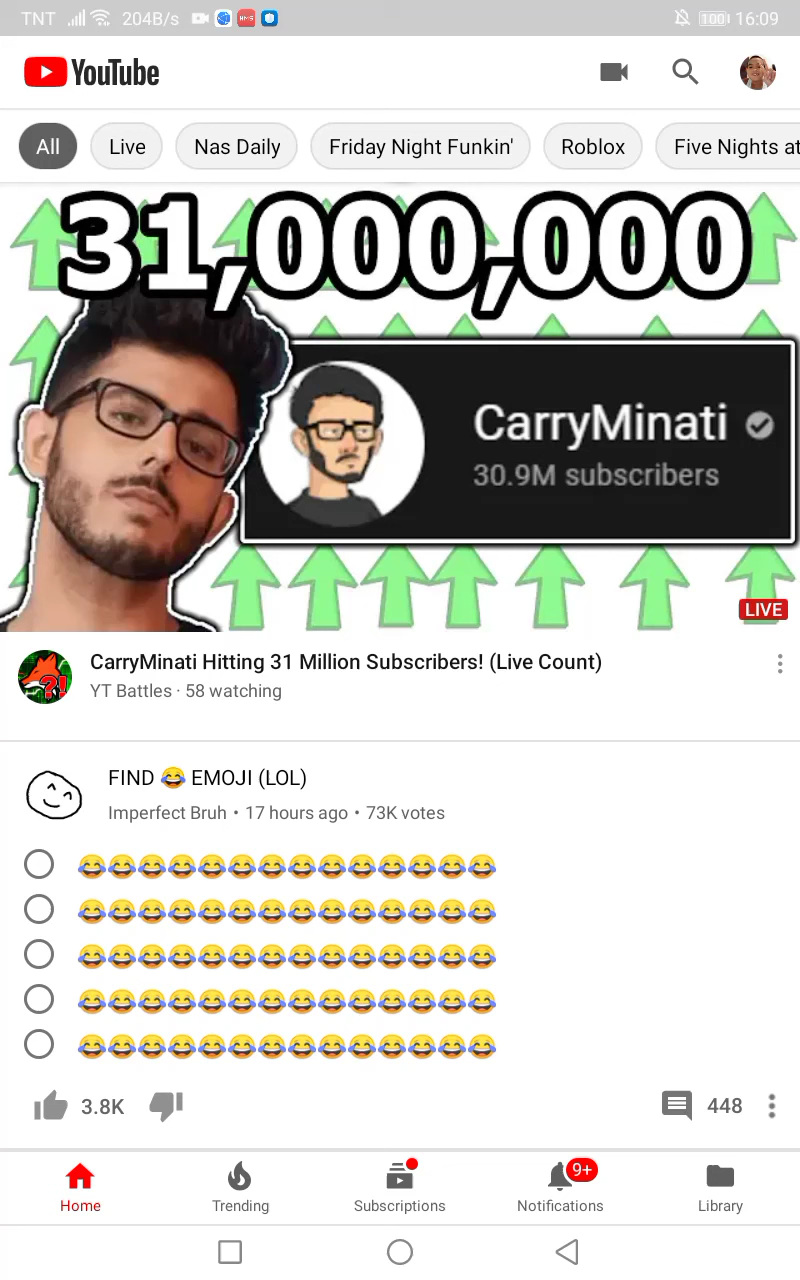 TNT 204B/s HMS 100 16:09
YouTube
All Live Nas Daily Friday Night Funkin' Roblox Five Nights at
31,000,000
CarryMinati
30.9M subscribers
LIVE
?!
CarryMinati Hitting 31 Million Subscribers! (Live Count)
YT Battles · 58 watching
FIND 😂 EMOJI (LOL)
Imperfect Bruh • 17 hours ago • 73K votes
😂😂😂😂😂😂😂😂😂😂😂😂😂😂
😂😂😂😂😂😂😂😂😂😂😂😂😂😂
😂😂😂😂😂😂😂😂😂😂😂😂😂😂
😂😂😂😂😂😂😂😂😂😂😂😂😂😂
😂😂😂😂😂😂😂😂😂😂😂😂😂😂
3.8K 448
9+
Home Trending Subscriptions Notifications Library